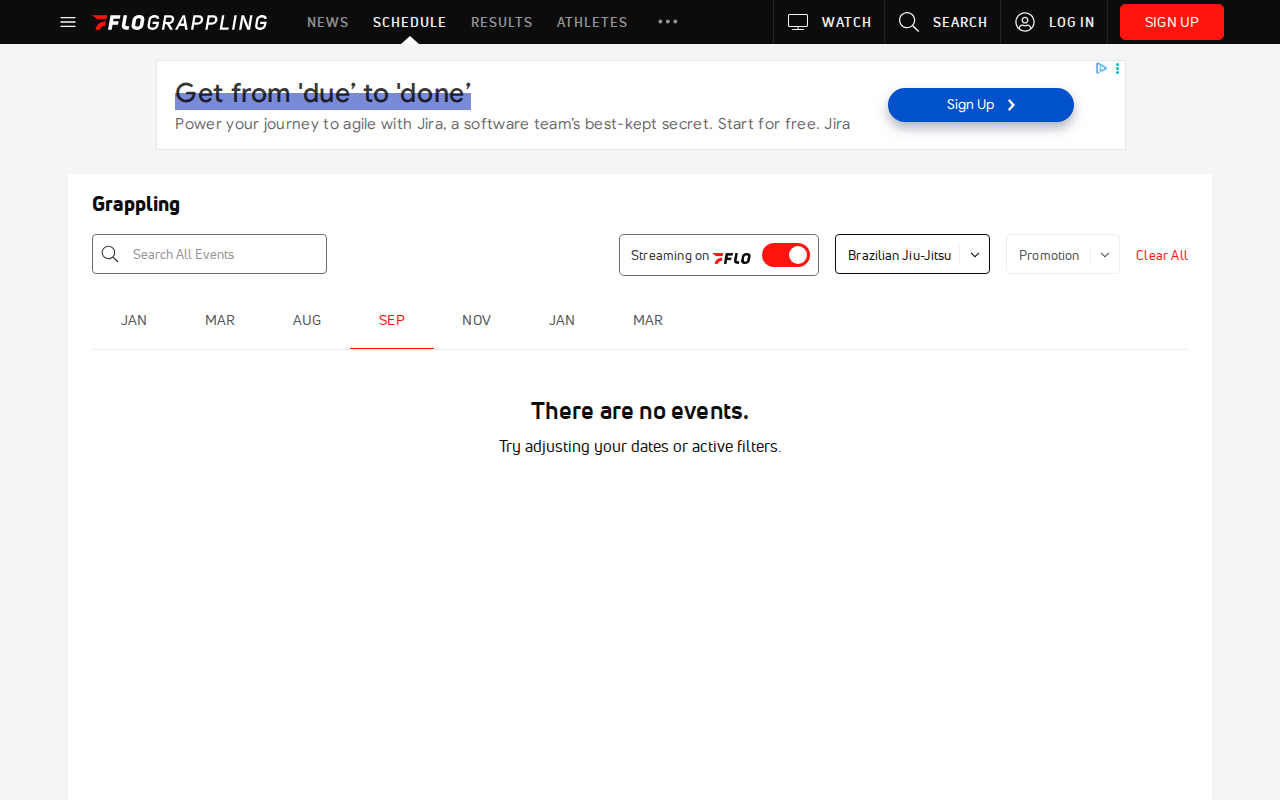 FLOGRAPPLING NEWS SCHEDULE RESULTS ATHLETES WATCH SEARCH LOG IN SIGN UP
Get from 'due’ to 'done’
Power your journey to agile with Jira, a software team’s best-kept secret. Start for free. Jira
Sign Up
Grappling
Search All Events
Streaming on FLO
Brazilian Jiu-Jitsu
Promotion
Clear All
JAN MAR AUG SEP NOV JAN MAR
There are no events.
Try adjusting your dates or active filters.